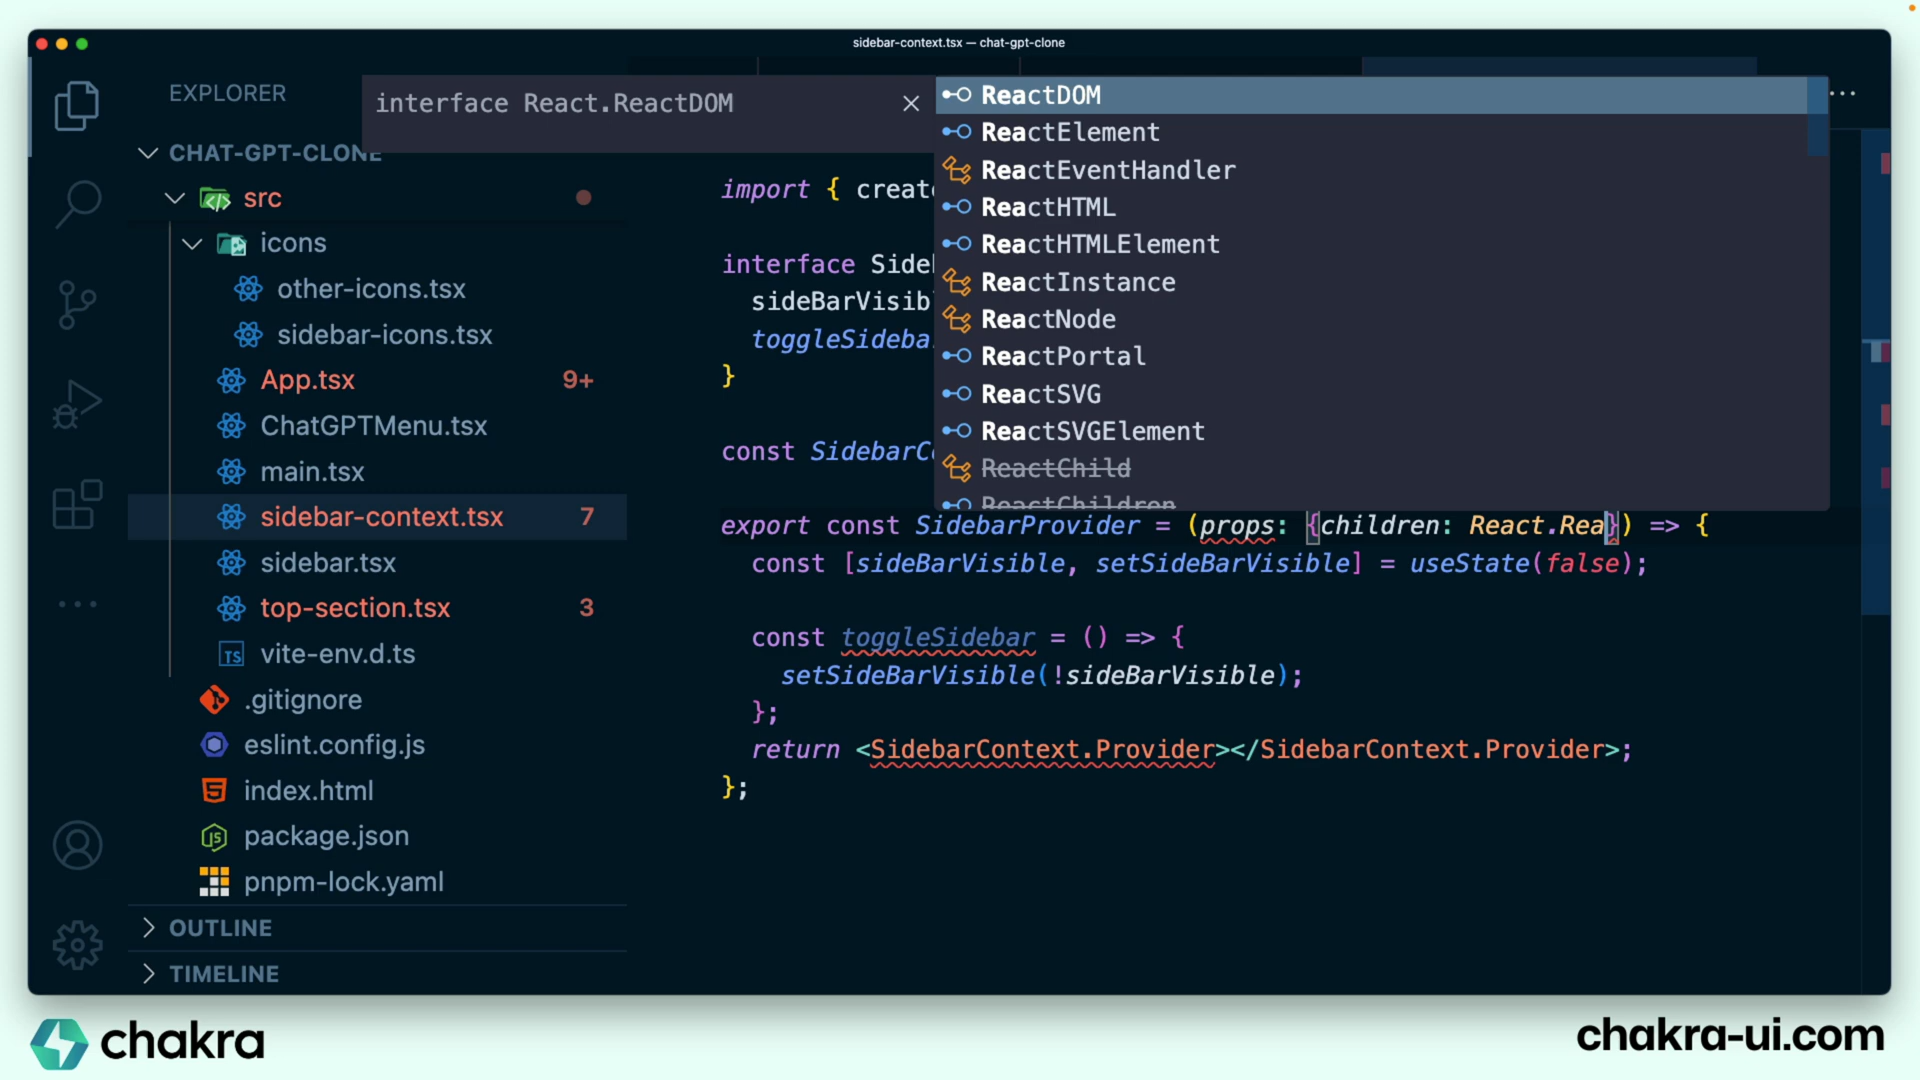 sidebar-context.tsx — chat-gpt-clone
EXPLORER
CHAT-GPT-CLONE
src
icons
other-icons.tsx
sidebar-icons.tsx
App.tsx 9+
ChatGPTMenu.tsx
main.tsx
sidebar-context.tsx 7
sidebar.tsx
top-section.tsx 3
TS vite-env.d.ts
.gitignore
eslint.config.js
index.html
package.json
pnpm-lock.yaml
OUTLINE
TIMELINE
interface React.ReactDOM
ReactDOM
ReactElement
ReactEventHandler
ReactHTML
ReactHTMLElement
ReactInstance
ReactNode
ReactPortal
ReactSVG
ReactSVGElement
ReactChild
ReactChildren
import { create
interface Side
sideBarVisib
toggleSideba
}
const SidebarC
export const SidebarProvider = (props: {children: React.Rea}) => {
const [sideBarVisible, setSideBarVisible] = useState(false);
const toggleSidebar = () => {
setSideBarVisible(!sideBarVisible);
};
return <SidebarContext.Provider></SidebarContext.Provider>;
};
chakra
chakra-ui.com